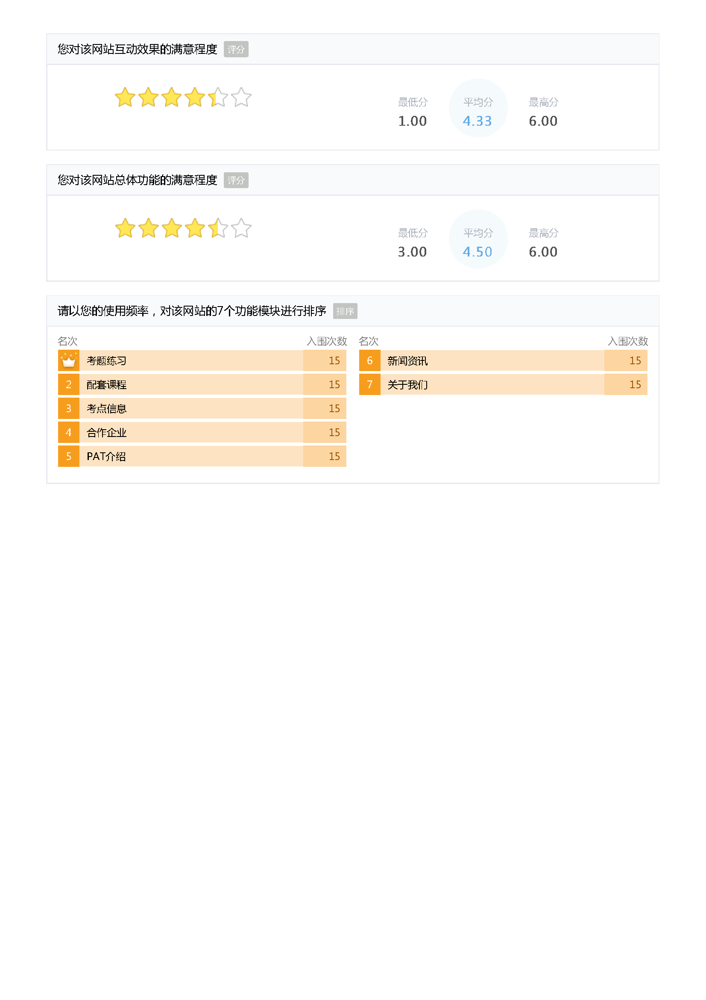 您对该网站互动效果的满意程度 评分
最低分 平均分 最高分
1.00 4.33 6.00
您对该网站总体功能的满意程度 评分
最低分 平均分 最高分
3.00 4.50 6.00
请以您的使用频率，对该网站的7个功能模块进行排序 排序
名次 入围次数
考题练习 15
2 配套课程 15
3 考点信息 15
4 合作企业 15
5 PAT介绍 15
名次 入围次数
6 新闻资讯 15
7 关于我们 15